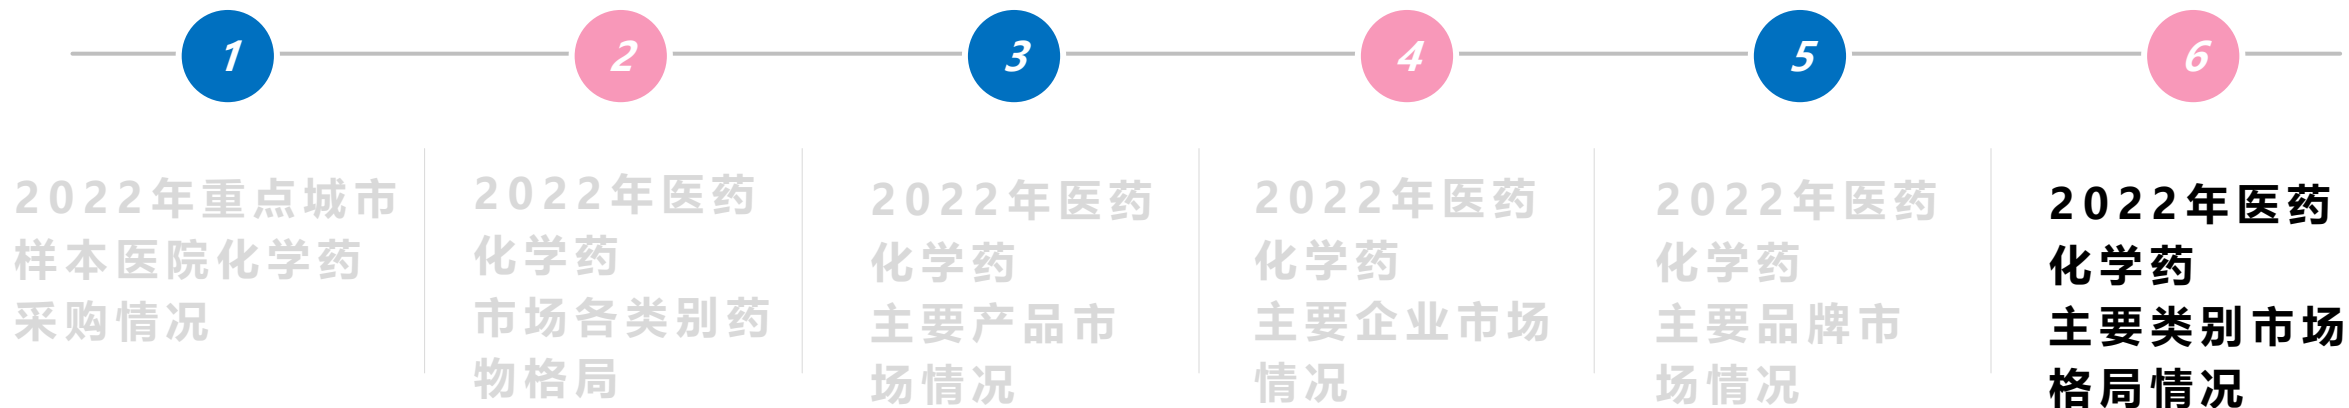 1
2
3
4
5
6
2022年重点城市
样本医院化学药
采购情况
2022年医药
化学药
市场各类别药
物格局
2022年医药
化学药
主要产品市
场情况
2022年医药
化学药
主要企业市场
情况
2022年医药
化学药
主要品牌市
场情况
2022年医药
化学药
主要类别市场
格局情况